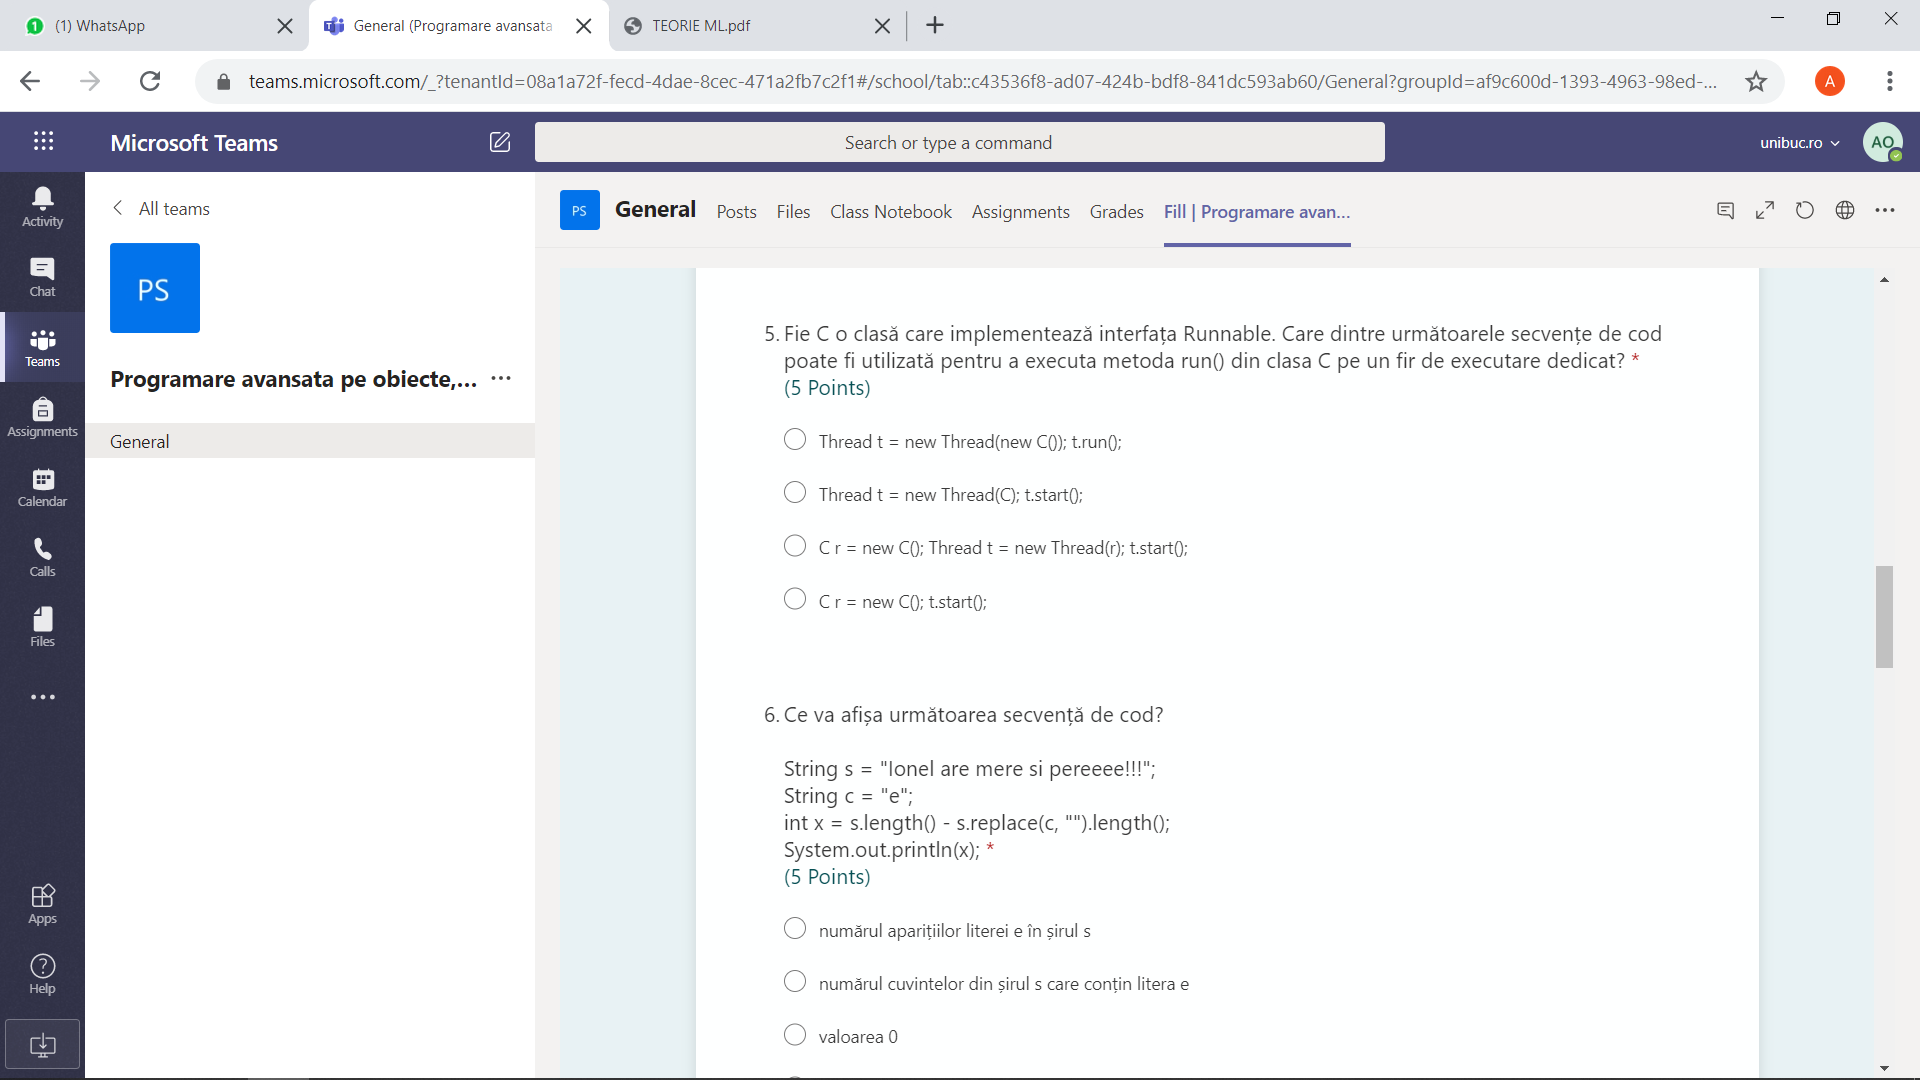 (1) WhatsApp
General (Programare avansata
TEORIE ML.pdf
teams.microsoft.com/_?tenantId=08a1a72f-fecd-4dae-8cec-471a2fb7c2f1#/school/tab::c43536f8-ad07-424b-bdf8-841dc593ab60/General?groupId=af9c600d-1393-4963-98ed-...
A
Microsoft Teams
Search or type a command
unibuc.ro
AO
Activity
Chat
Teams
Assignments
Calendar
Calls
Files
Apps
Help
All teams
PS
Programare avansata pe obiecte,... ...
General
PS
General Posts Files Class Notebook Assignments Grades Fill | Programare avan...
5. Fie C o clasă care implementează interfața Runnable. Care dintre următoarele secvențe de cod
poate fi utilizată pentru a executa metoda run() din clasa C pe un fir de executare dedicat? *
(5 Points)
Thread t = new Thread(new C()); t.run();
Thread t = new Thread(C); t.start();
C r = new C(); Thread t = new Thread(r); t.start();
C r = new C(); t.start();
6. Ce va afișa următoarea secvență de cod?
String s = "Ionel are mere si pereeee!!!";
String c = "e";
int x = s.length() - s.replace(c, "").length();
System.out.println(x); *
(5 Points)
numărul aparițiilor literei e în șirul s
numărul cuvintelor din șirul s care conțin litera e
valoarea 0